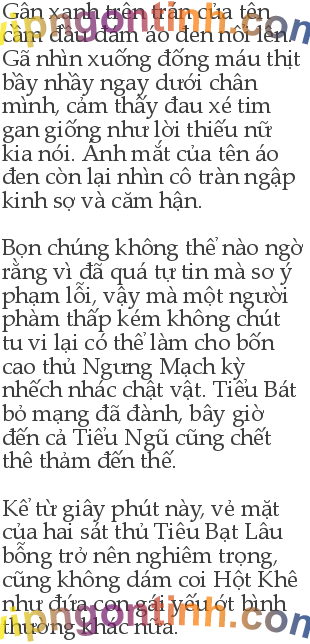 Gân xanh trên trán của tên
cầm đầu đám áo đen nổi lên.
Gã nhìn xuống đống máu thịt
bầy nhầy ngay dưới chân
mình, cảm thấy đau xé tim
gan giống như lời thiếu nữ
kia nói. Ánh mắt của tên áo
đen còn lại nhìn cô tràn ngập
kinh sợ và căm hận.
Bọn chúng không thể nào ngờ
rằng vì đã quá tự tin mà sơ ý
phạm lỗi, vậy mà một người
phàm thấp kém không chút
tu vi lại có thể làm cho bốn
cao thủ Ngưng Mạch kỳ
nhếch nhác chật vật. Tiểu Bát
bỏ mạng đã đành, bây giờ
đến cả Tiểu Ngũ cũng chết
thê thảm đến thế.
Kể từ giây phút này, vẻ mặt
của hai sát thủ Tiêu Bạt Lâu
bỗng trở nên nghiêm trọng,
cũng không dám coi Hột Khê
như đứa con gái yếu ớt bình
thường khác nữa.
vipngontinh.com
vipngontinh.com